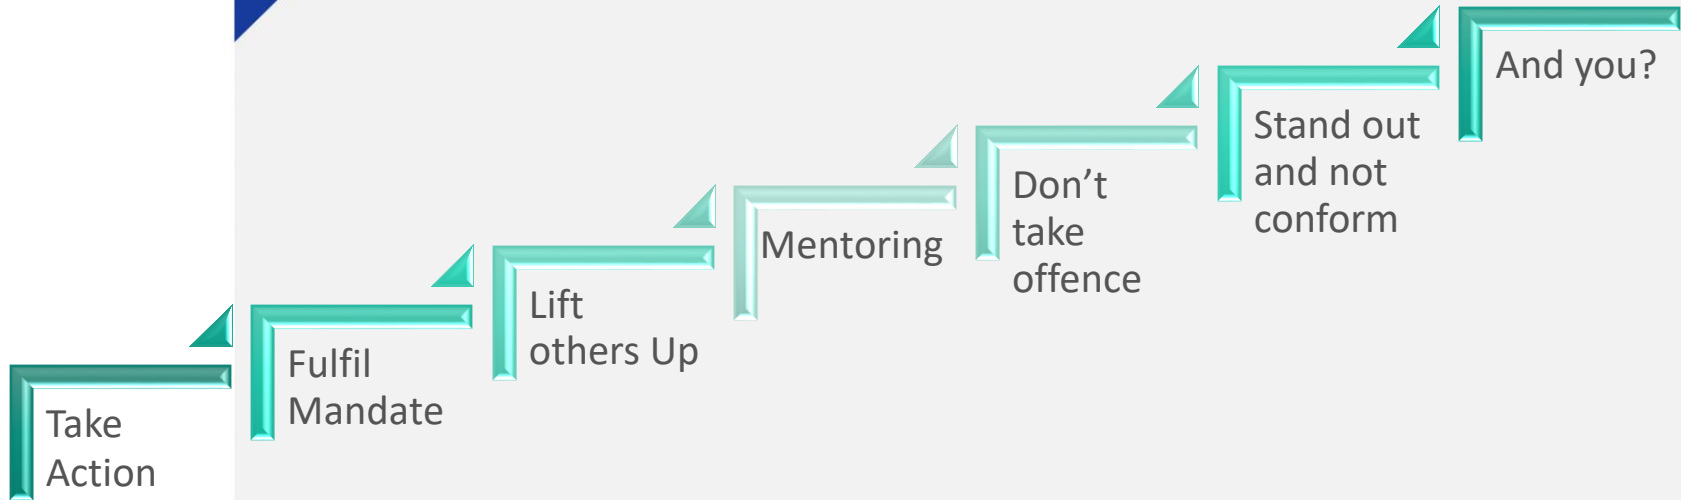 Take
Action
Fulfil
Mandate
Lift
others Up
Mentoring
Don’t
take
offence
Stand out
and not
conform
And you?